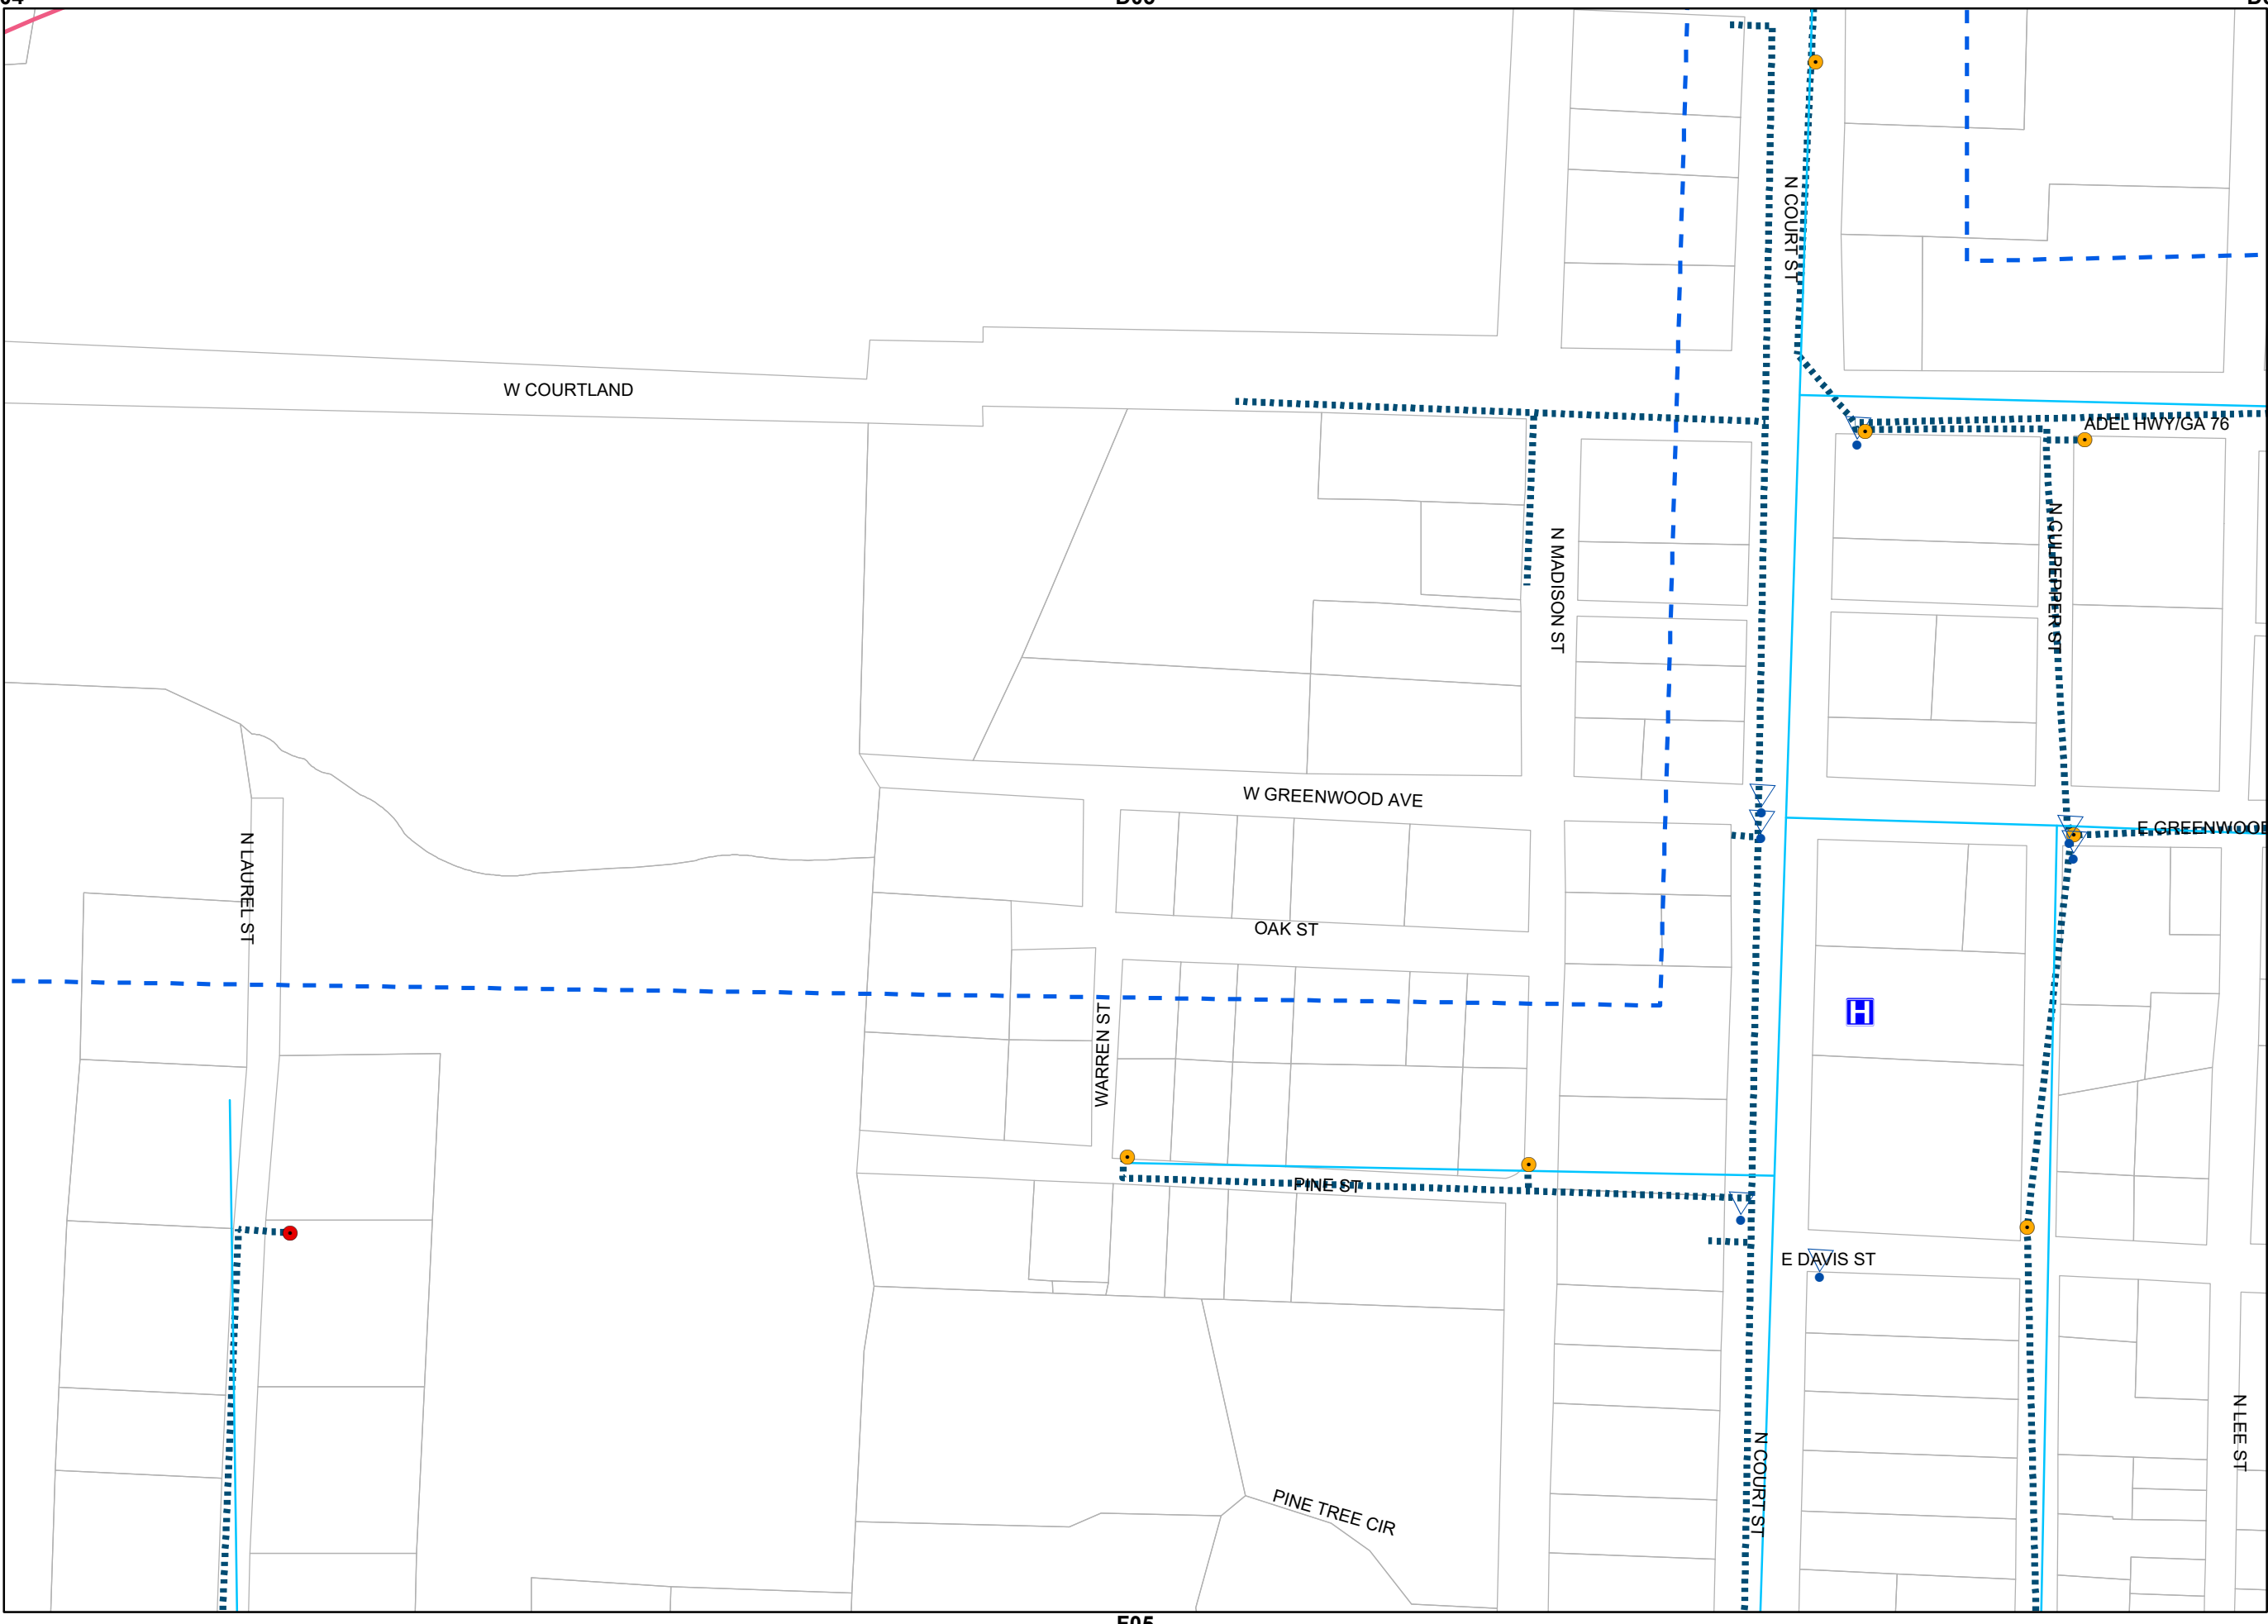 N COURT ST
W COURTLAND
ADEL HWY/GA 76
N MADISON ST
N CULPEPPER ST
W GREENWOOD AVE
E GREENWOOD
N LAUREL ST
OAK ST
H
WARREN ST
PINE ST
E DAVIS ST
N LEE ST
N COURT ST
PINE TREE CIR